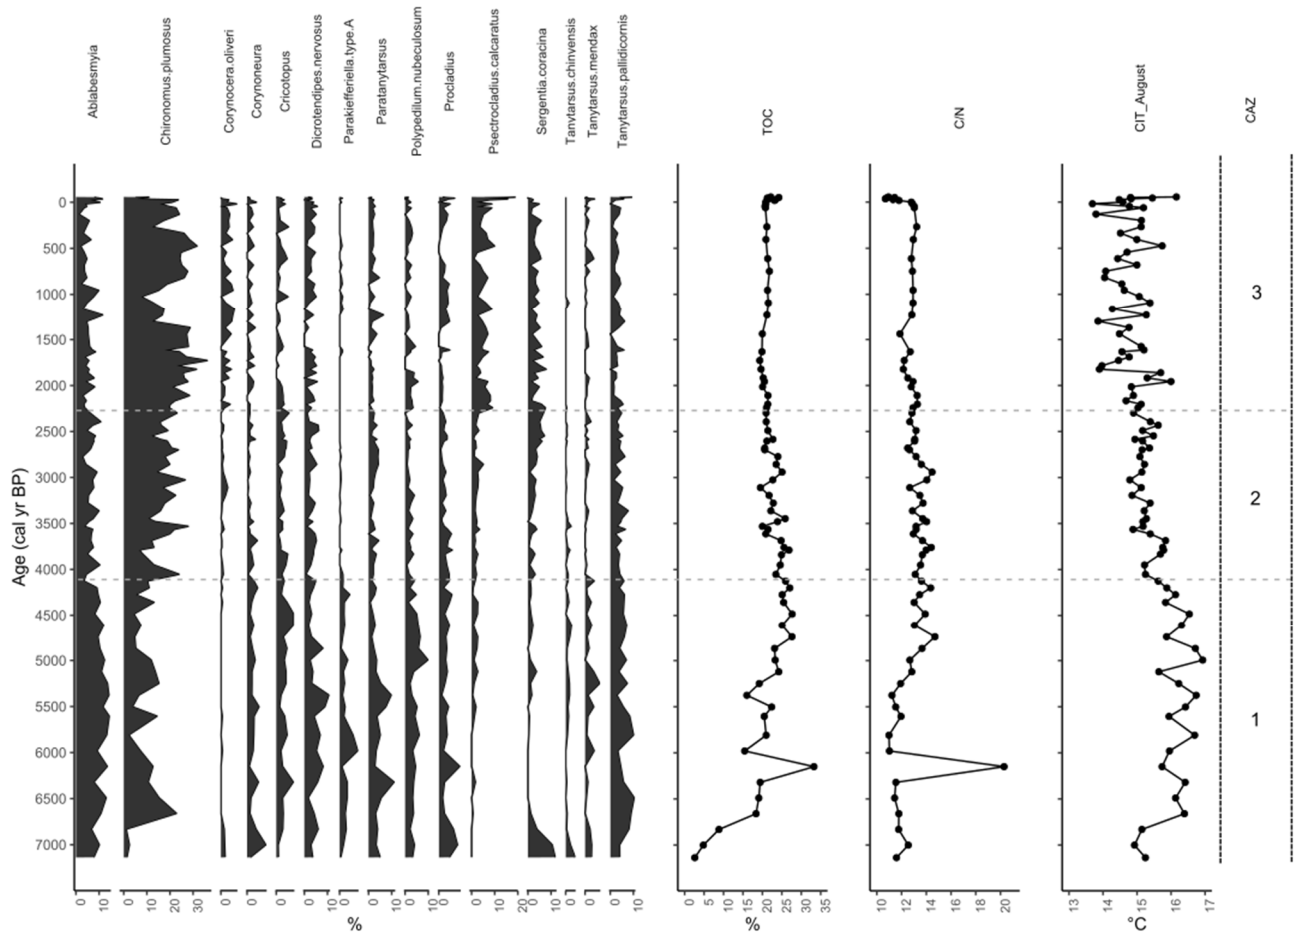 Ablabesmyia
Chironomus.plumosus
Corynocera.oliveri
Corynoneura
Cricotopus
Dicrotendipes.nervosus
Parakiefferiella.type.A
Paratanytarsus
Polypedilum.nubeculosum
Procladius
Psectrocladius.calcaratus
Sergentia.coracina
Tanytarsus.chinyensis
Tanytarsus.mendax
Tanytarsus.pallidicornis
TOC
C/N
CIT_August
CAZ
Age (cal yr BP)
0
500
1000
1500
2000
2500
3000
3500
4000
4500
5000
5500
6000
6500
7000
3
2
1
0 10
0 10 20 30
0
0
0
0 10
0
0 10
0 10
0 10
0 10 20
0 10
0
0
0 10
0 5 10 15 20 25 30 35
10 12 14 16 18 20
13 14 15 16 17
%
%
°C